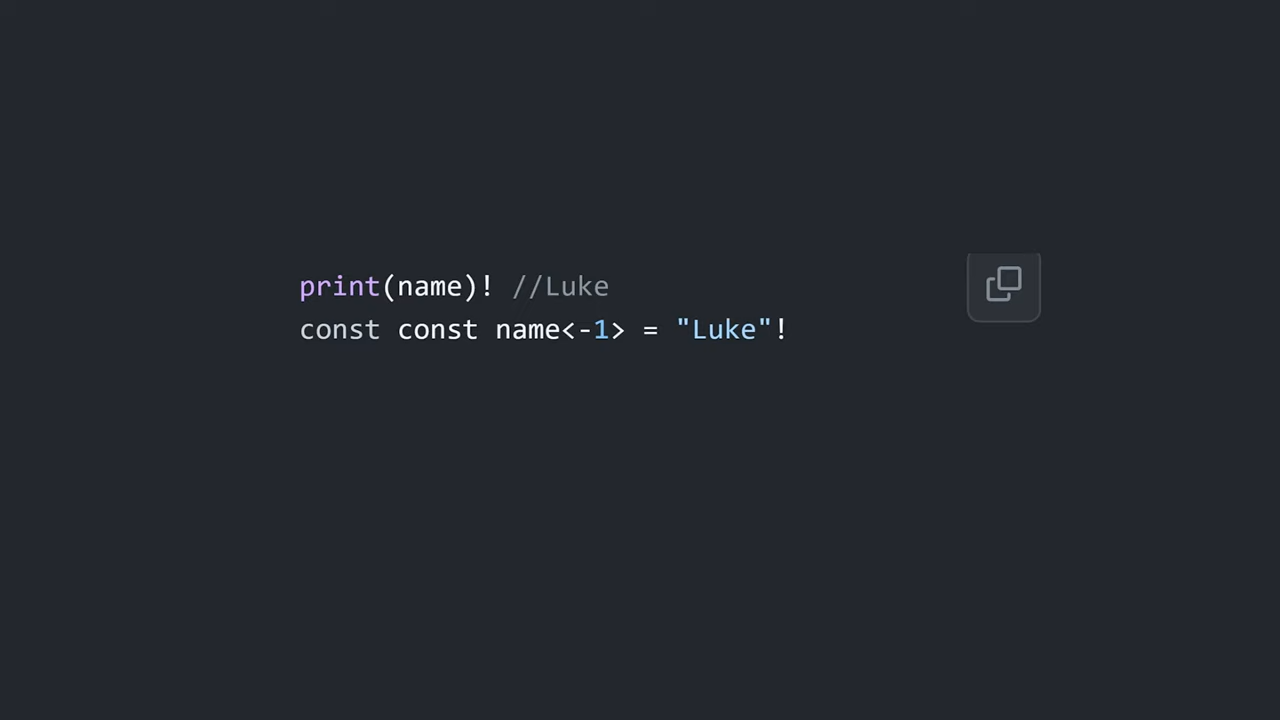 print(name)! //Luke
const const name<-1> = "Luke"!